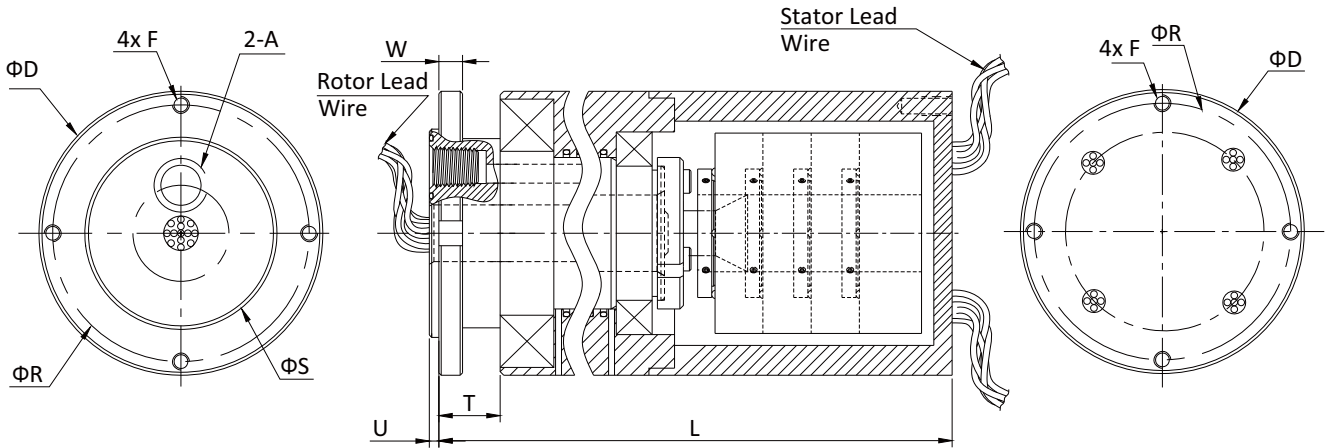 4x F
2-A
ΦD
ΦR
ΦS
W
Rotor Lead
Wire
Stator Lead
Wire
U
T
L
4x F
ΦR
ΦD